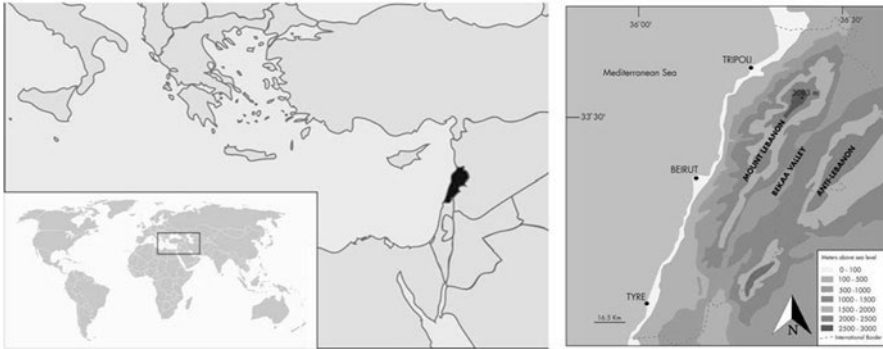 36°00'
36°30'
TRIPOLI
Mediterranean Sea
33°30'
MOUNT LEBANON
BEKAA VALLEY
ANTI-LEBANON
BEIRUT
Meters above sea level
0 - 100
100 - 500
500 - 1000
1000 - 1500
1500 - 2000
2000 - 2500
2500 - 3000
International Border
TYRE
16.5 Km
N